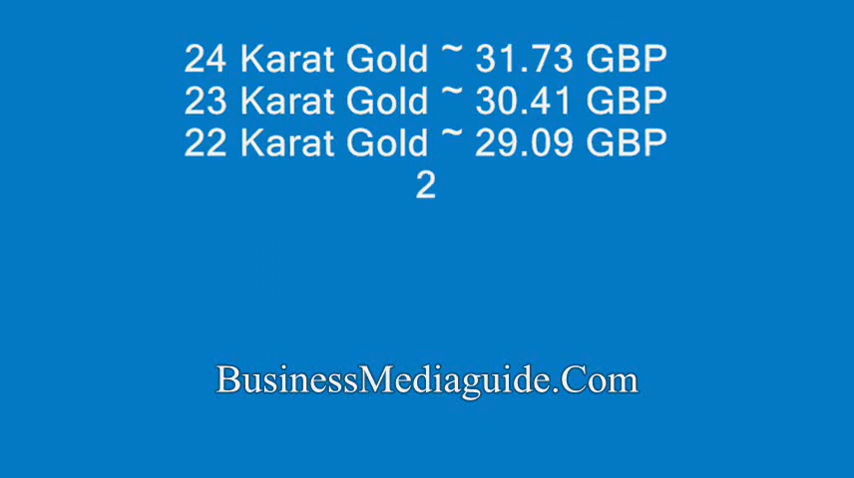 24 Karat Gold ~ 31.73 GBP
23 Karat Gold ~ 30.41 GBP
22 Karat Gold ~ 29.09 GBP
2
BusinessMediaguide.Com